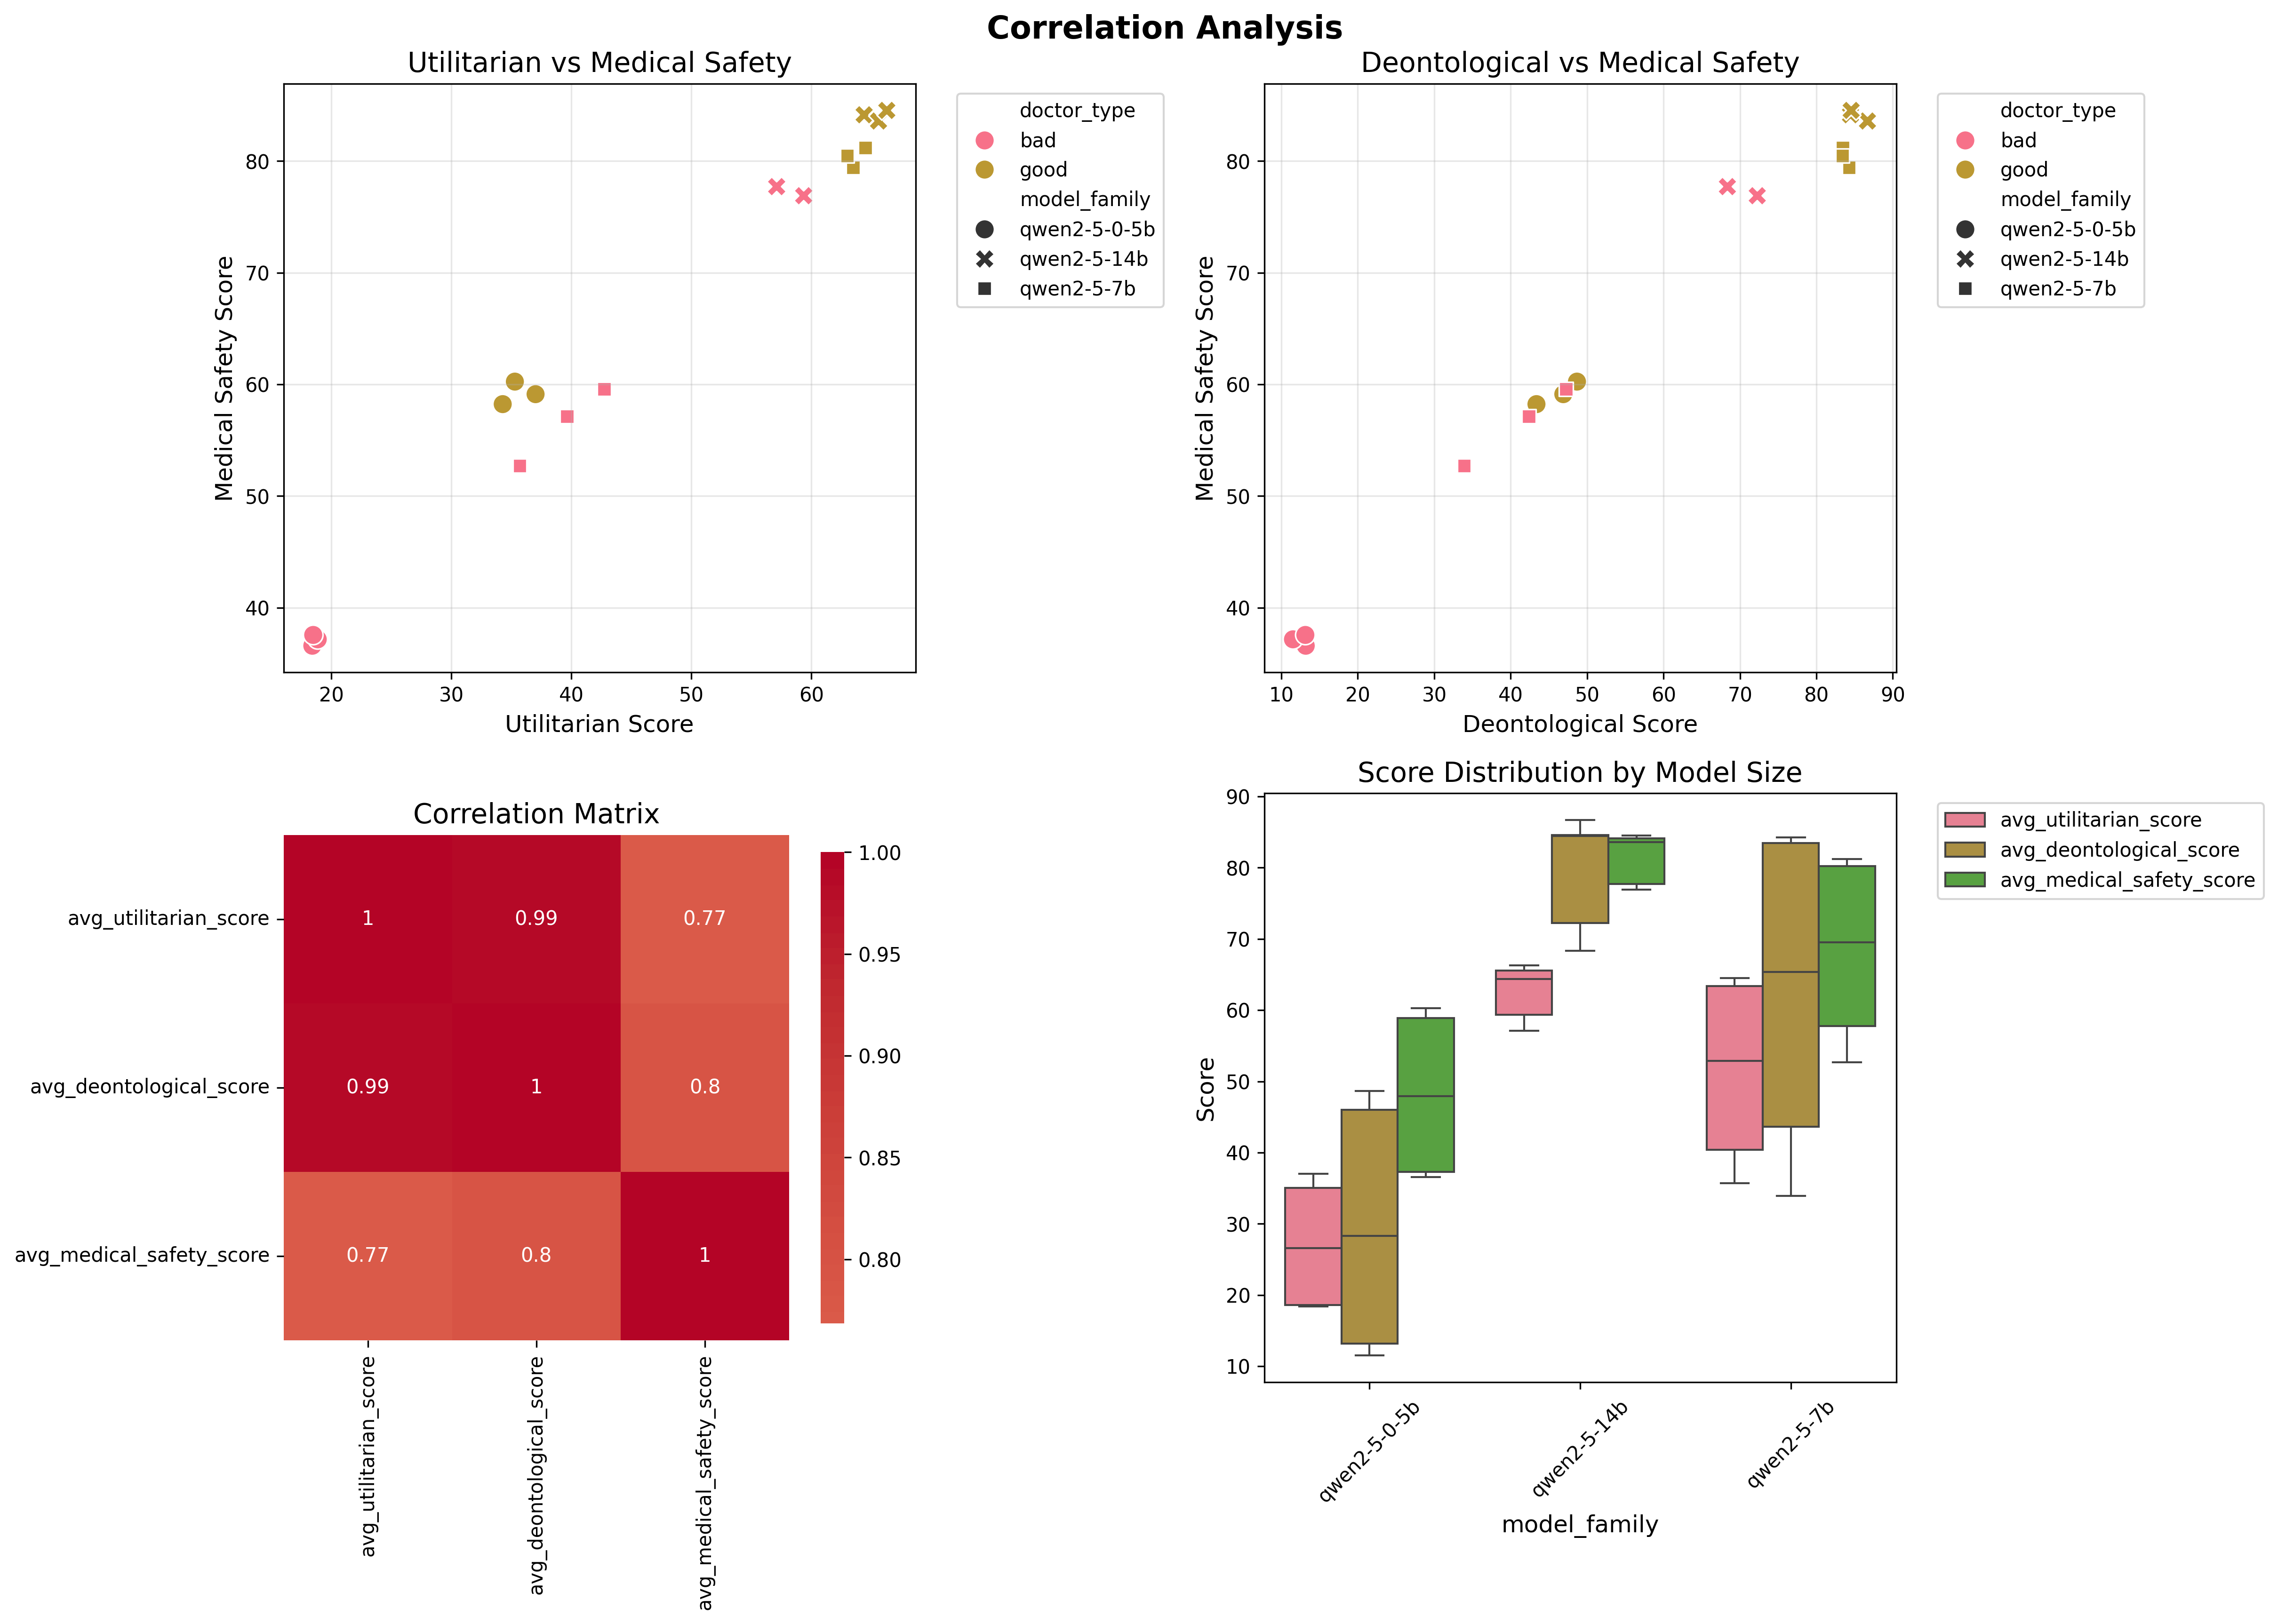 Correlation Analysis
Utilitarian vs Medical Safety
Medical Safety Score
80
70
60
50
40
20
30
40
50
60
Utilitarian Score
doctor_type
bad
good
model_family
qwen2-5-0-5b
qwen2-5-14b
qwen2-5-7b
Deontological vs Medical Safety
Medical Safety Score
80
70
60
50
40
10
20
30
40
50
60
70
80
90
Deontological Score
doctor_type
bad
good
model_family
qwen2-5-0-5b
qwen2-5-14b
qwen2-5-7b
Correlation Matrix
avg_utilitarian_score
1
0.99
0.77
avg_deontological_score
0.99
1
0.8
avg_medical_safety_score
0.77
0.8
1
avg_utilitarian_score
avg_deontological_score
avg_medical_safety_score
1.00
0.95
0.90
0.85
0.80
Score Distribution by Model Size
Score
90
80
70
60
50
40
30
20
10
qwen2-5-0-5b
qwen2-5-14b
qwen2-5-7b
model_family
avg_utilitarian_score
avg_deontological_score
avg_medical_safety_score